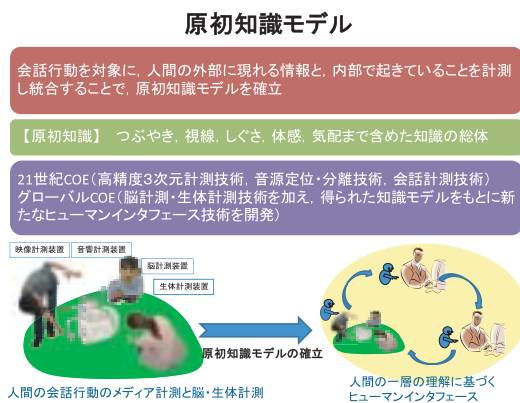 原初知識モデル
会話行動を対象に，人間の外部に現れる情報と，内部で起きていることを計測
し統合することで，原初知識モデルを確立
【原初知識】　つぶやき，視線，しぐさ，体感，気配まで含めた知識の総体
21世紀COE（高精度3次元計測技術，音源定位・分離技術，会話計測技術）
グローバルCOE（脳計測・生体計測技術を加え，得られた知識モデルをもとに新
たなヒューマンインタフェース技術を開発）
映像計測装置
音響計測装置
脳計測装置
生体計測装置
原初知識モデルの確立
人間の会話行動のメディア計測と脳・生体計測
人間の一層の理解に基づく
ヒューマンインタフェース